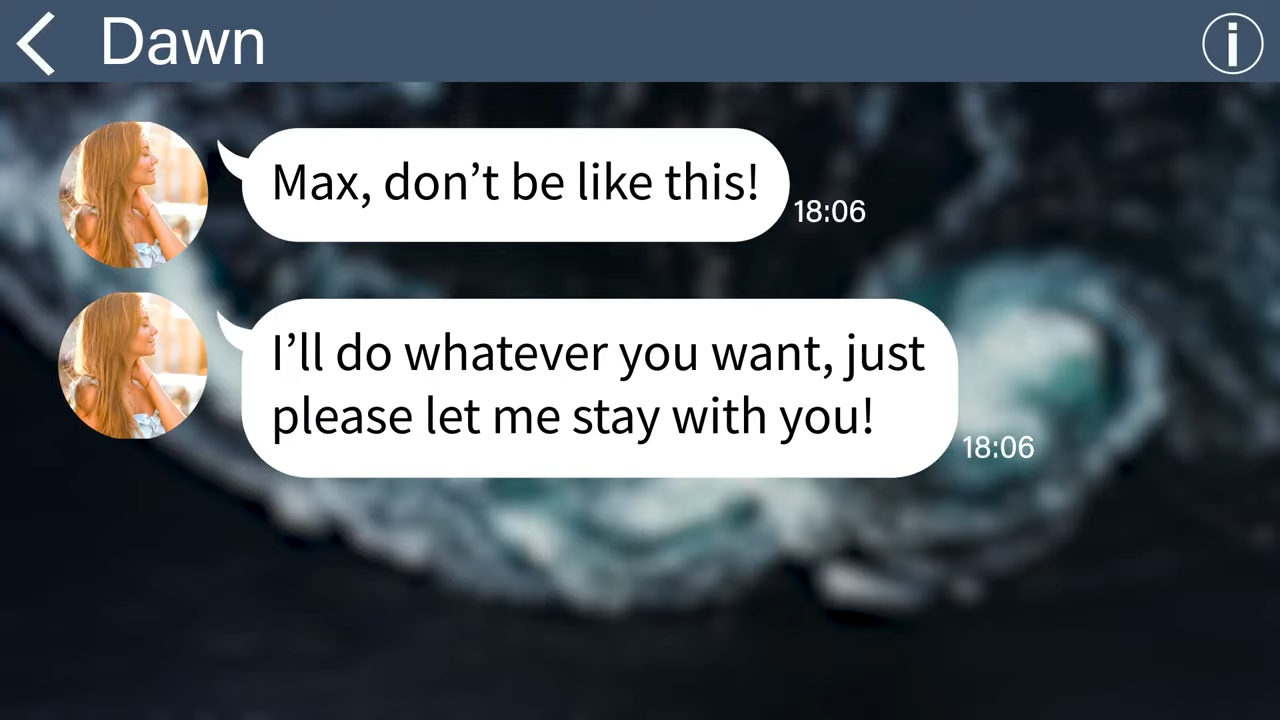 Dawn
Max, don’t be like this!
18:06
I’ll do whatever you want, just
please let me stay with you!
18:06